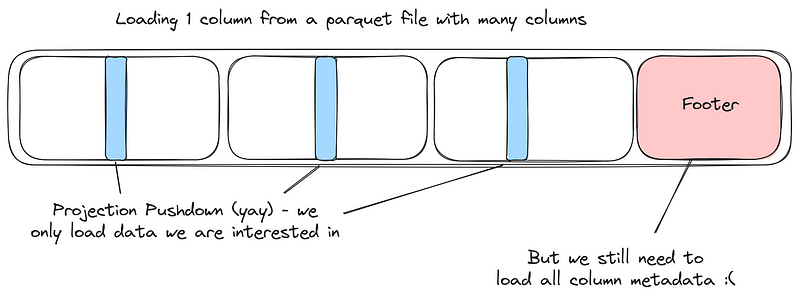 Loading 1 column from a parquet file with many columns
Footer
Projection Pushdown (yay) - we
only load data we are interested in
But we still need to
load all column metadata :(